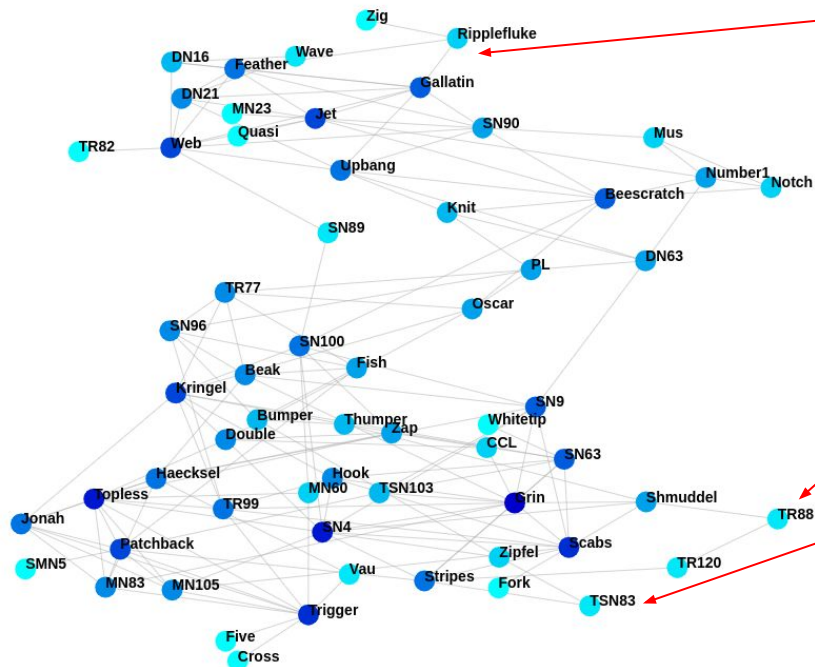 Zig
Ripplefluke
DN16
Wave
Feather
Gallatin
DN21
MN23
Jet
SN90
Mus
Quasi
TR82
Web
Upbang
Number1
Notch
Beescratch
Knit
SN89
DN63
PL
TR77
Oscar
SN96
SN100
Fish
Beak
Kringel
SN9
Bumper
Thumper
Whitetip
Double
Zap
CCL
SN63
Haecksel
Hook
Topless
MN60
TSN103
Grin
Shmuddel
TR99
TR88
Jonah
SN4
Patchback
Scabs
Zipfel
SMN5
Vau
TR120
MN83
MN105
Stripes
Fork
TSN83
Trigger
Five
Cross